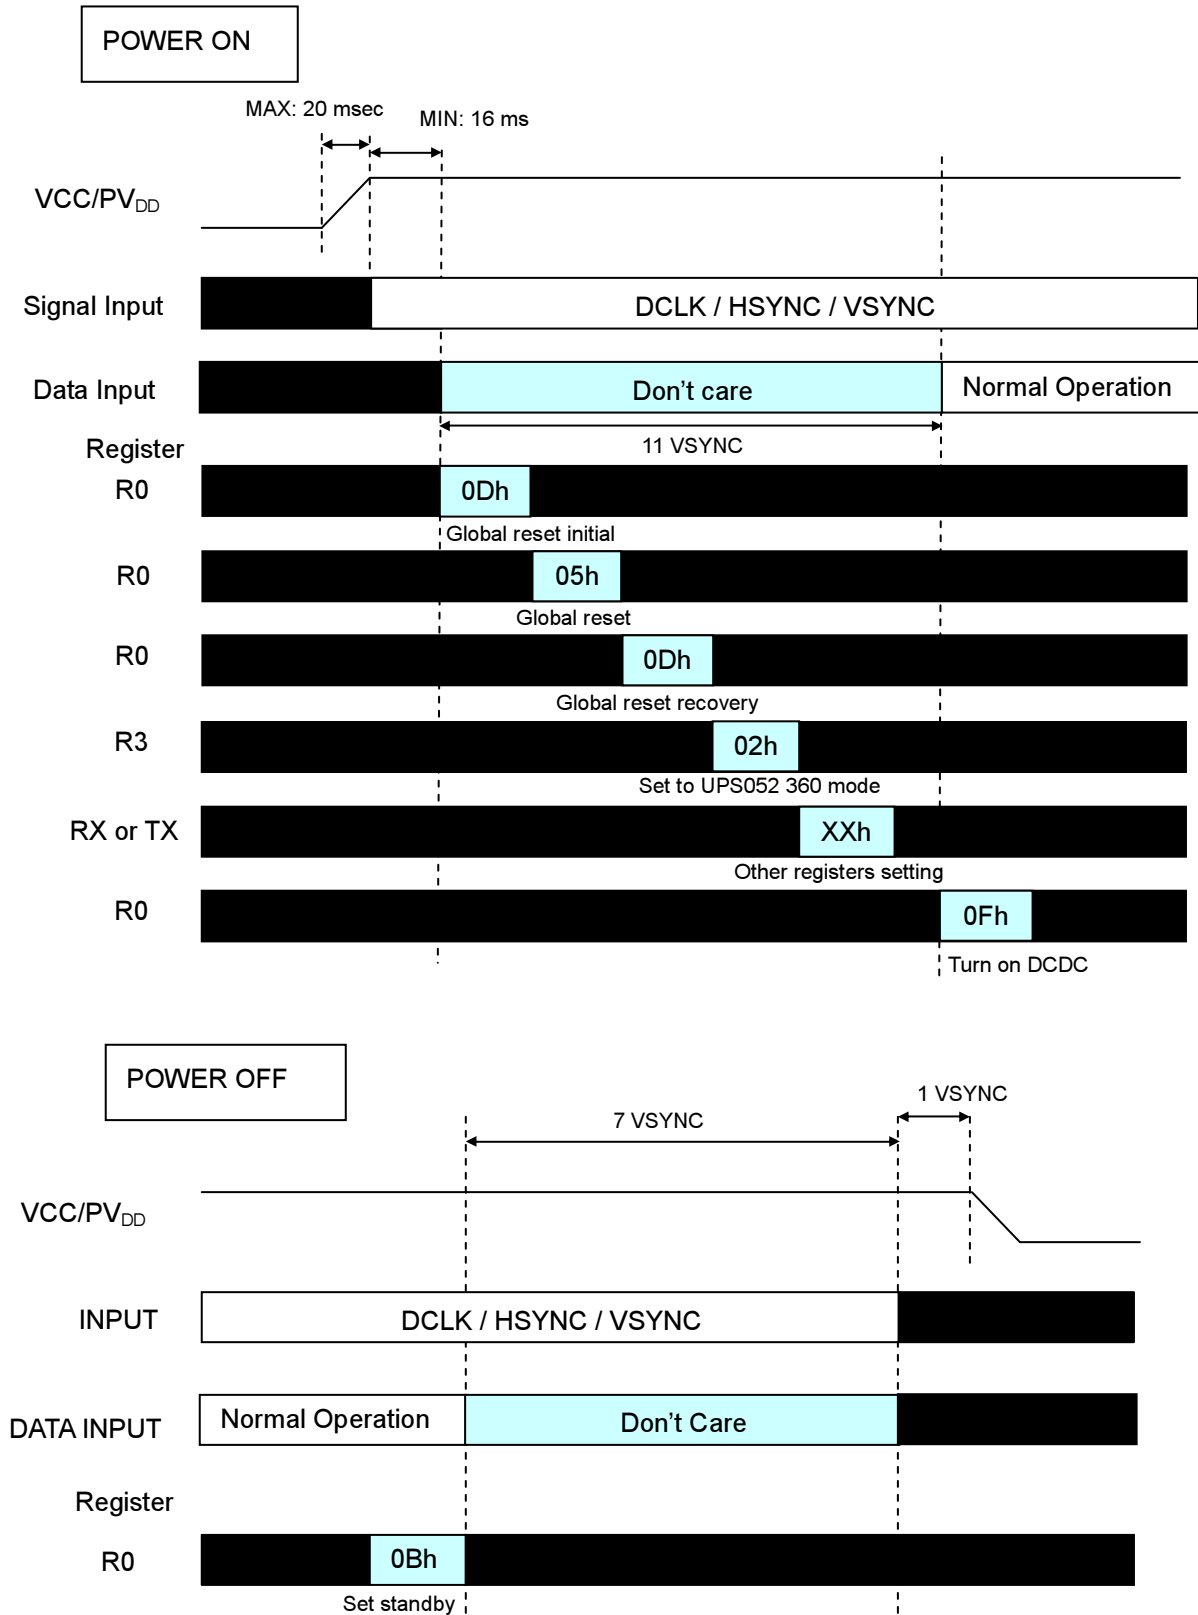 POWER ON
MAX: 20 msec
MIN: 16 ms
VCC/PVDD
Signal Input
DCLK / HSYNC / VSYNC
Data Input
Don't care
Normal Operation
11 VSYNC
Register
R0
0Dh
Global reset initial
R0
05h
Global reset
R0
0Dh
Global reset recovery
R3
02h
Set to UPS052 360 mode
RX or TX
XXh
Other registers setting
R0
0Fh
Turn on DCDC
POWER OFF
7 VSYNC
1 VSYNC
VCC/PVDD
INPUT
DCLK / HSYNC / VSYNC
DATA INPUT
Normal Operation
Don't Care
Register
R0
0Bh
Set standby